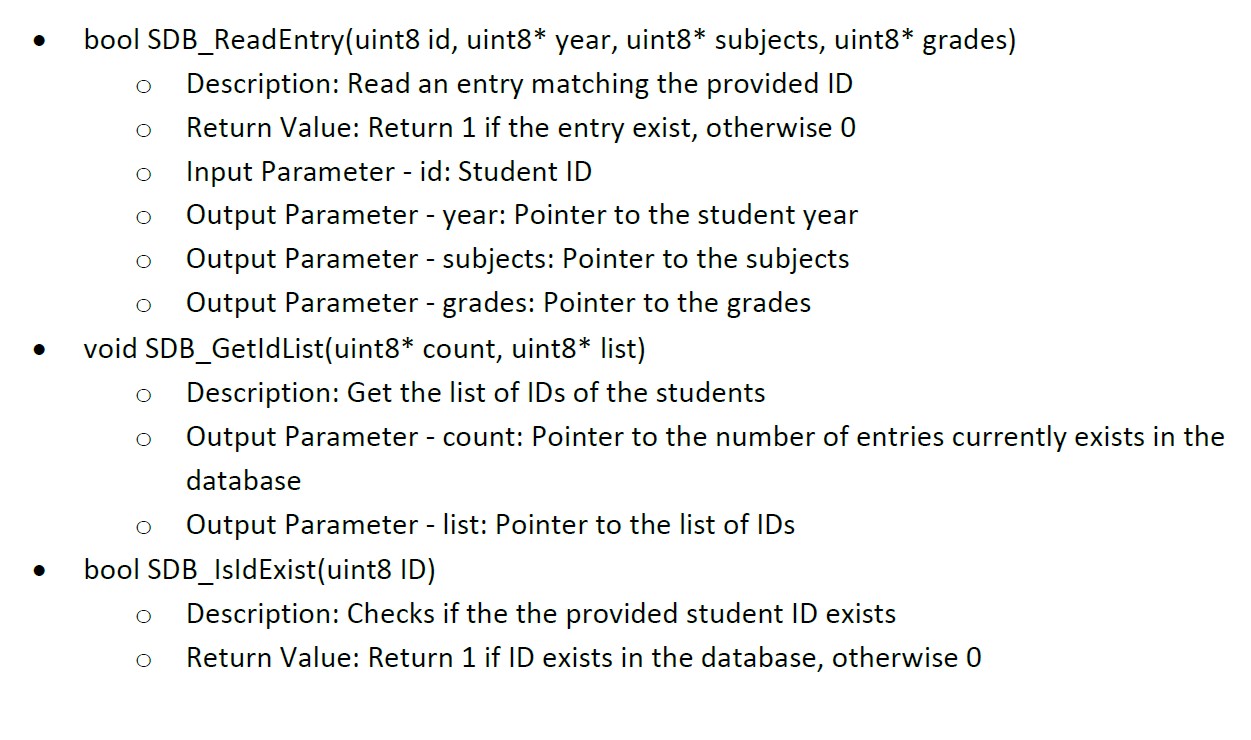 • bool SDB_ReadEntry(uint8 id, uint8* year, uint8* subjects, uint8* grades)
○ Description: Read an entry matching the provided ID
○ Return Value: Return 1 if the entry exist, otherwise 0
○ Input Parameter - id: Student ID
○ Output Parameter - year: Pointer to the student year
○ Output Parameter - subjects: Pointer to the subjects
○ Output Parameter - grades: Pointer to the grades
• void SDB_GetIdList(uint8* count, uint8* list)
○ Description: Get the list of IDs of the students
○ Output Parameter - count: Pointer to the number of entries currently exists in the
database
○ Output Parameter - list: Pointer to the list of IDs
• bool SDB_IsIdExist(uint8 ID)
○ Description: Checks if the the provided student ID exists
○ Return Value: Return 1 if ID exists in the database, otherwise 0